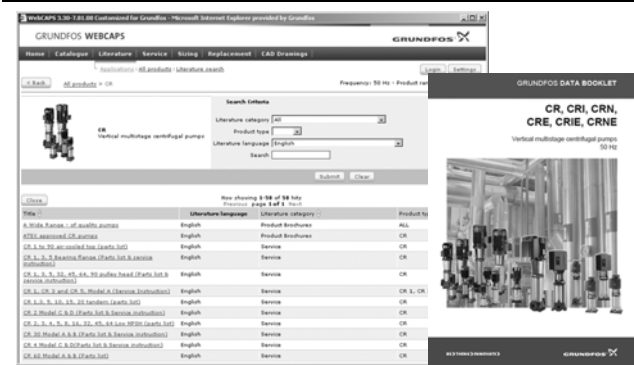 WebCAPS 3.30-7.01.08 Customized for Grundfos - Microsoft Internet Explorer provided by Grundfos
GRUNDFOS WEBCAPS
GRUNDFOS
Home Catalogue Literature Service Sizing Replacement CAD Drawings
Applications - All products - Literature search
Login Settings
< Back All products > CR
Frequency: 50 Hz - Product ran
CR
Vertical multistage centrifugal pumps
Search Criteria
Literature category All
Product type
Literature language English
Search
Submit Clear
Close
Now showing 1-58 of 58 hits
Previous page 1 of 1 Next
Title Literature language Literature category Product ty
A Wide Range - of quality pumps English Product Brochures ALL
ATEX approved CR pumps English Product Brochures CR
CR 1 to 90 air-cooled top (parts list) English Service CR
CR 1, 3, 5 Bearing flange (Parts list & service
instruction) English Service CR
CR 1, 3, 5, 32, 45, 64, 90 pulley head (Parts list &
service instruction) English Service CR
CR 1, CR 3 and CR 5, Model A (Service Instruction) English Service CR 1, CR
CR 1,3, 5, 10, 15, 20 tandem (parts list) English Service CR
CR 2 Model C & D (Parts list & Service instruction) English Service CR
CR 2, 3, 4, 5, 8, 16, 32, 45, 64 Low NPSH (parts list) English Service CR
CR 30 Model A & B (Parts list & Service instruction) English Service CR
CR 4 Model C & D(Parts list & Service instruction) English Service CR
CR 60 Model A & B (Parts list) English Service CR
GRUNDFOS DATA BOOKLET
CR, CRI, CRN,
CRE, CRIE, CRNE
Vertical multistage centrifugal pumps
50 Hz
BE > THINK > INNOVATE >
GRUNDFOS